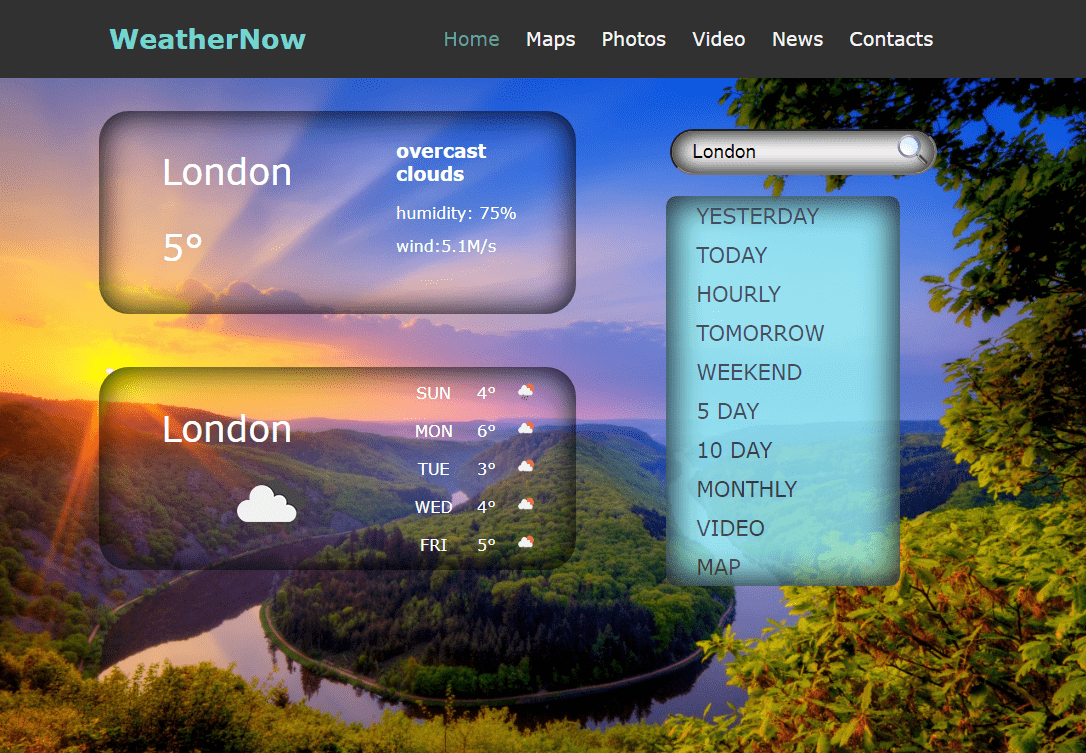 WeatherNow
Home Maps Photos Video News Contacts
London
5°
overcast
clouds
humidity: 75%
wind:5.1M/s
London
SUN 4°
MON 6°
TUE 3°
WED 4°
FRI 5°
London
YESTERDAY
TODAY
HOURLY
TOMORROW
WEEKEND
5 DAY
10 DAY
MONTHLY
VIDEO
MAP